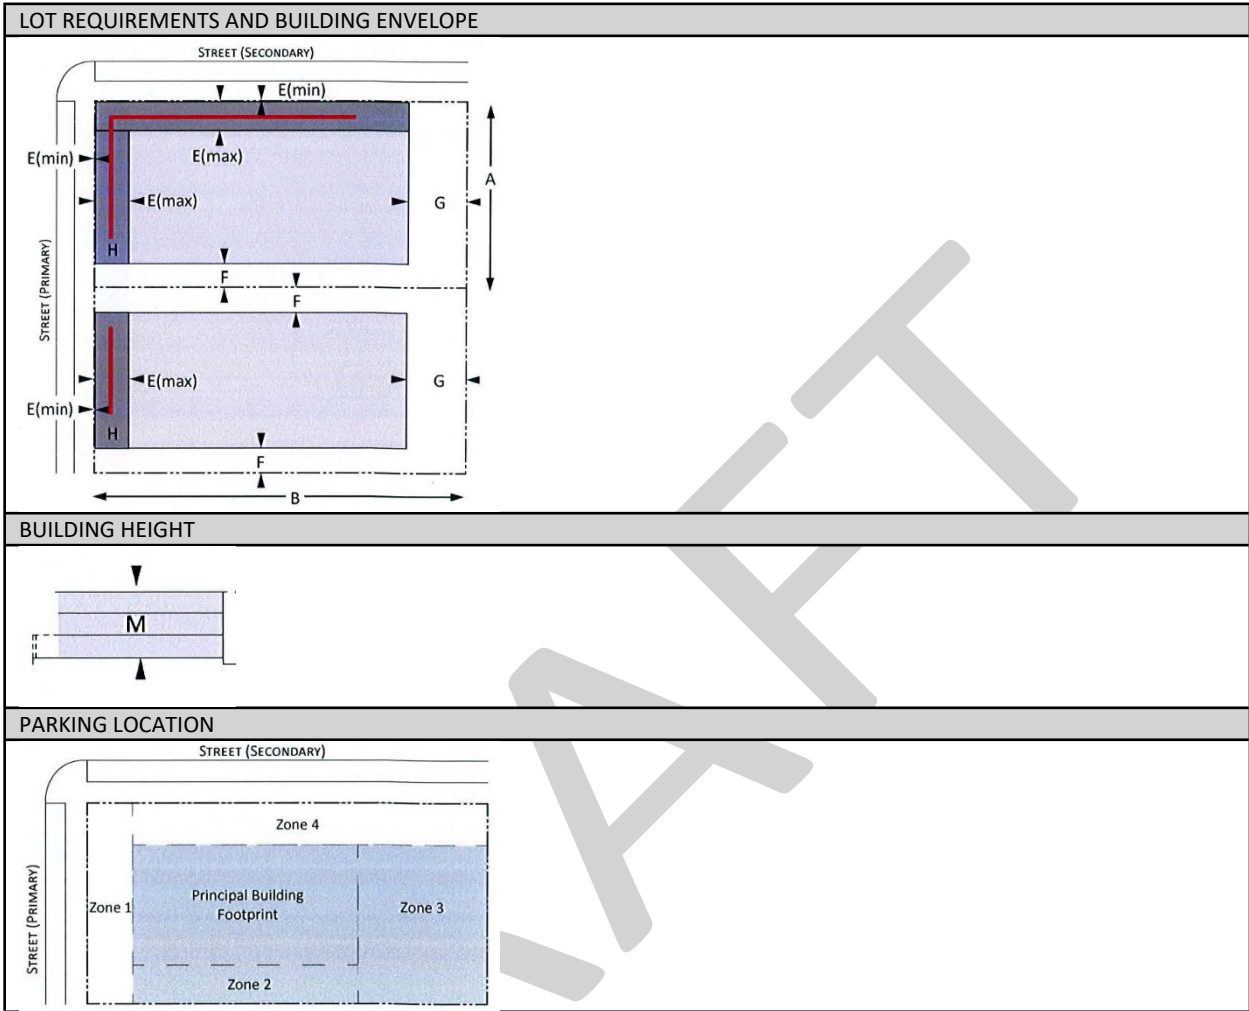 LOT REQUIREMENTS AND BUILDING ENVELOPE
STREET (SECONDARY)
E(min)
E(min)
E(max)
A
E(max)
G
H
F
F
STREET (PRIMARY)
E(max)
G
E(min)
H
F
B
BUILDING HEIGHT
M
PARKING LOCATION
STREET (SECONDARY)
Zone 4
STREET (PRIMARY)
Zone 1
Principal Building
Footprint
Zone 3
Zone 2
DRAFT